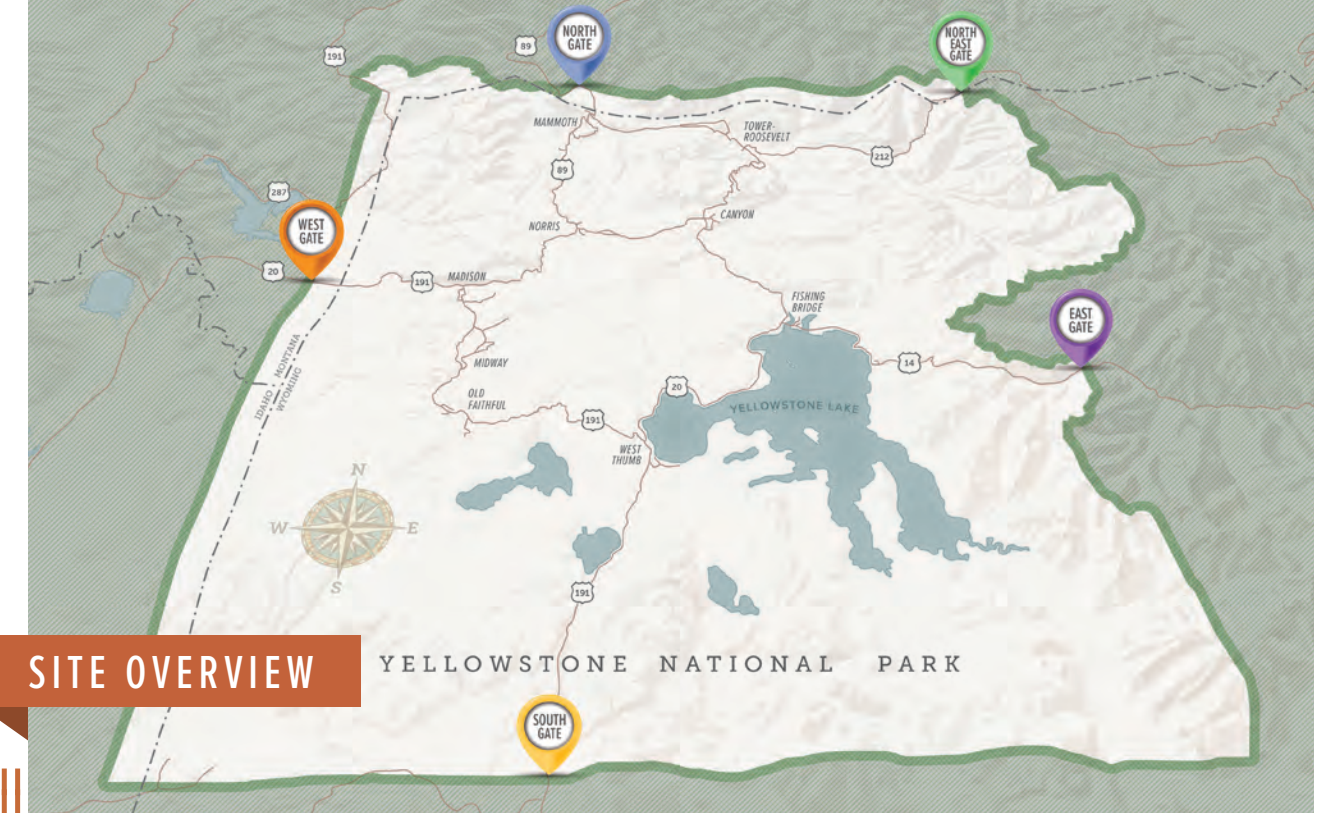 NORTH
GATE
NORTH
EAST
GATE
89
191
MAMMOTH
TOWER-
ROOSEVELT
212
89
287
WEST
GATE
CANYON
NORRIS
20
191
MADISON
FISHING
BRIDGE
EAST
GATE
IDAHO
MONTANA
WYOMING
MIDWAY
14
OLD
FAITHFUL
20
YELLOWSTONE LAKE
191
WEST
THUMB
N
W
E
S
191
SITE OVERVIEW
YELLOWSTONE NATIONAL PARK
SOUTH
GATE